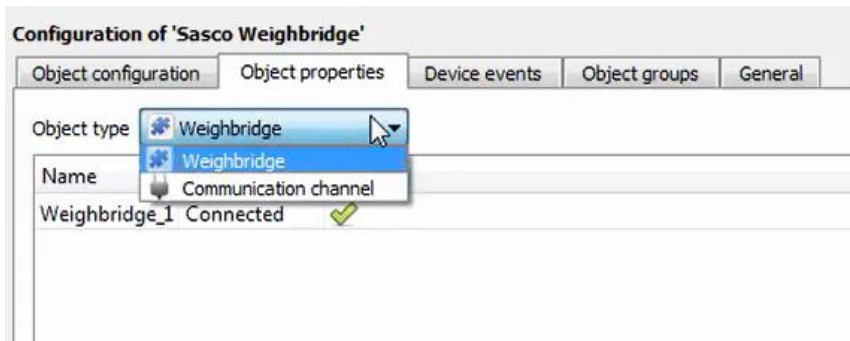 Configuration of 'Sasco Weighbridge'
Object configuration Object properties Device events Object groups General
Object type Weighbridge
Weighbridge
Name
Communication channel
Weighbridge_1 Connected